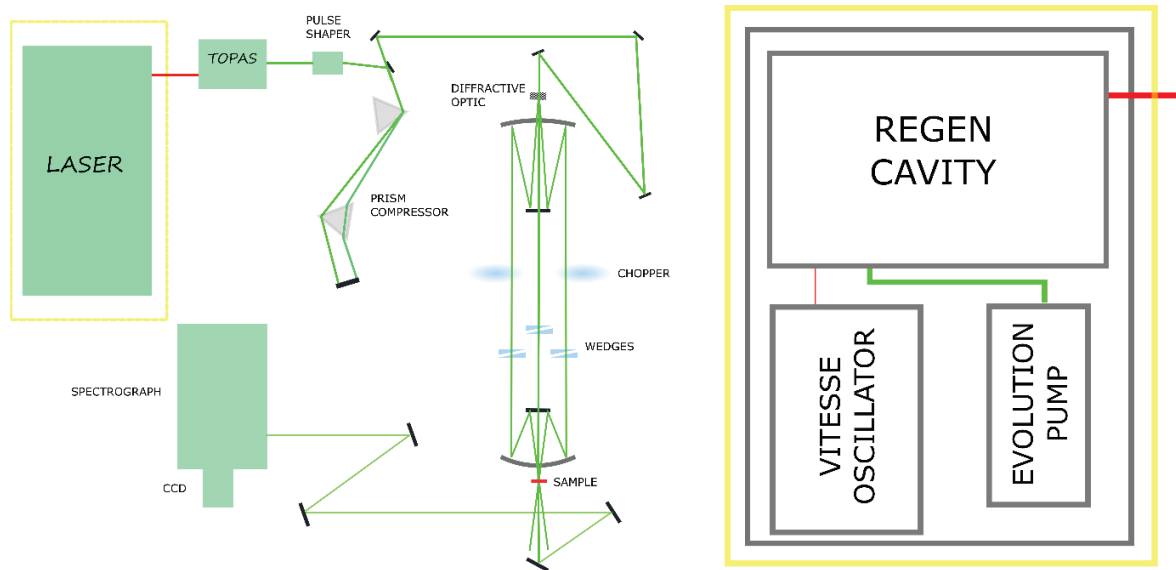 LASER
TOPAS
PULSE
SHAPER
DIFFRACTIVE
OPTIC
PRISM
COMPRESSOR
CHOPPER
WEDGES
SPECTROGRAPH
CCD
SAMPLE
REGEN
CAVITY
VITESSE
OSCILLATOR
EVOLUTION
PUMP